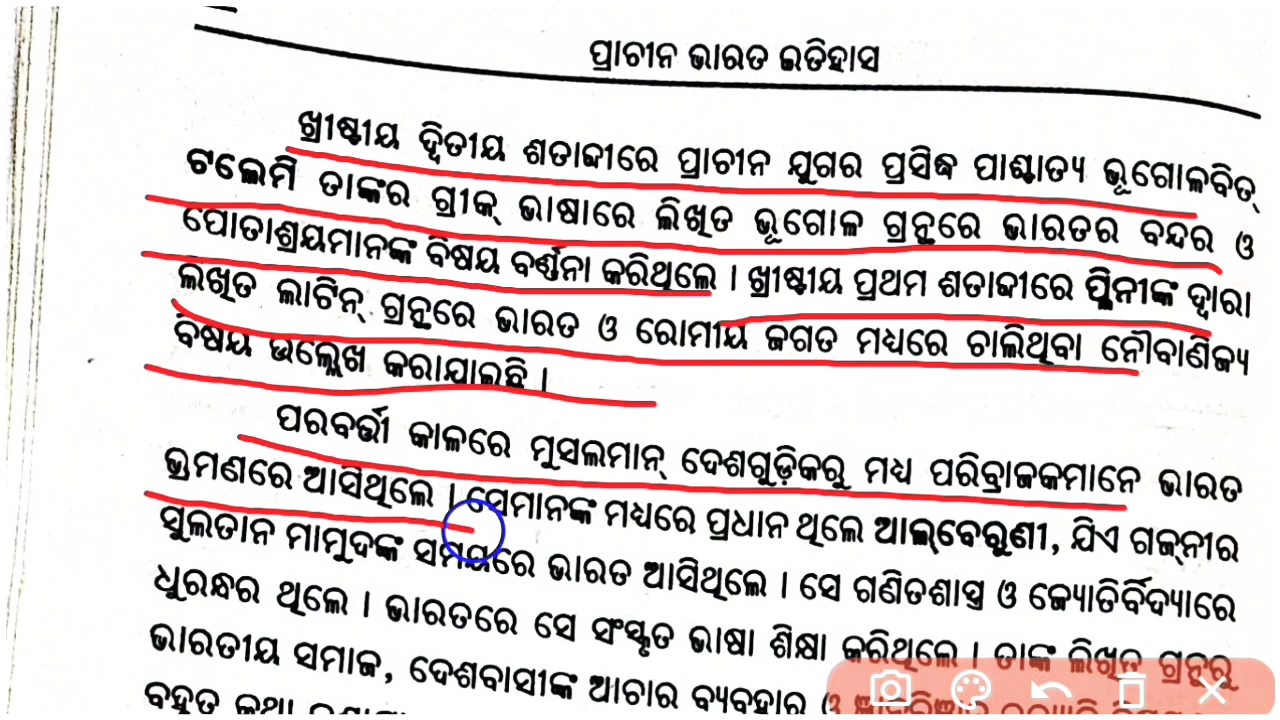 ପ୍ରାଚୀନ ଭାରତ ଇତିହାସ
ଖ୍ରୀଷ୍ଟୀୟ ଦ୍ୱିତୀୟ ଶତାବ୍ଦୀରେ ପ୍ରାଚୀନ ଯୁଗର ପ୍ରସିଦ୍ଧ ପାଶ୍ଚାତ୍ୟ ଭୂଗୋଳବିତ୍
ଟଲେମି ତାଙ୍କର ଗ୍ରୀକ୍ ଭାଷାରେ ଲିଖିତ ଭୂଗୋଳ ଗ୍ରନ୍ଥରେ ଭାରତର ବନ୍ଦର ଓ
ପୋତାଶ୍ରୟମାନଙ୍କ ବିଷୟ ବର୍ଣ୍ଣନା କରିଥିଲେ । ଖ୍ରୀଷ୍ଟୀୟ ପ୍ରଥମ ଶତାବ୍ଦୀରେ ପ୍ଲିନୀଙ୍କ ଦ୍ୱାରା
ଲିଖିତ ଲାଟିନ୍ ଗ୍ରନ୍ଥରେ ଭାରତ ଓ ରୋମୀୟ ଜଗତ ମଧ୍ୟରେ ଚାଲିଥିବା ନୌବାଣିଜ୍ୟ
ବିଷୟ ଉଲ୍ଲେଖ କରାଯାଇଛି ।
ପରବର୍ତ୍ତୀ କାଳରେ ମୁସଲମାନ୍ ଦେଶଗୁଡ଼ିକରୁ ମଧ୍ୟ ପରିବ୍ରାଜକମାନେ ଭାରତ
ଭ୍ରମଣରେ ଆସିଥିଲେ । ସେମାନଙ୍କ ମଧ୍ୟରେ ପ୍ରଧାନ ଥିଲେ ଆଲ୍‌ବେରୁଣୀ, ଯିଏ ଗଜ୍‌ନୀର
ସୁଲତାନ ମାମୁଦଙ୍କ ସମୟରେ ଭାରତ ଆସିଥିଲେ । ସେ ଗଣିତଶାସ୍ତ୍ର ଓ ଜ୍ୟୋତିର୍ବିଦ୍ୟାରେ
ଧୁରନ୍ଧର ଥିଲେ । ଭାରତରେ ସେ ସଂସ୍କୃତ ଭାଷା ଶିକ୍ଷା କରିଥିଲେ । ତାଙ୍କ ଲିଖିତ ଗ୍ରନ୍ଥରୁ
ଭାରତୀୟ ସମାଜ, ଦେଶବାସୀଙ୍କ ଆଚାର ବ୍ୟବହାର ଓ
ବହୁତ କଥା